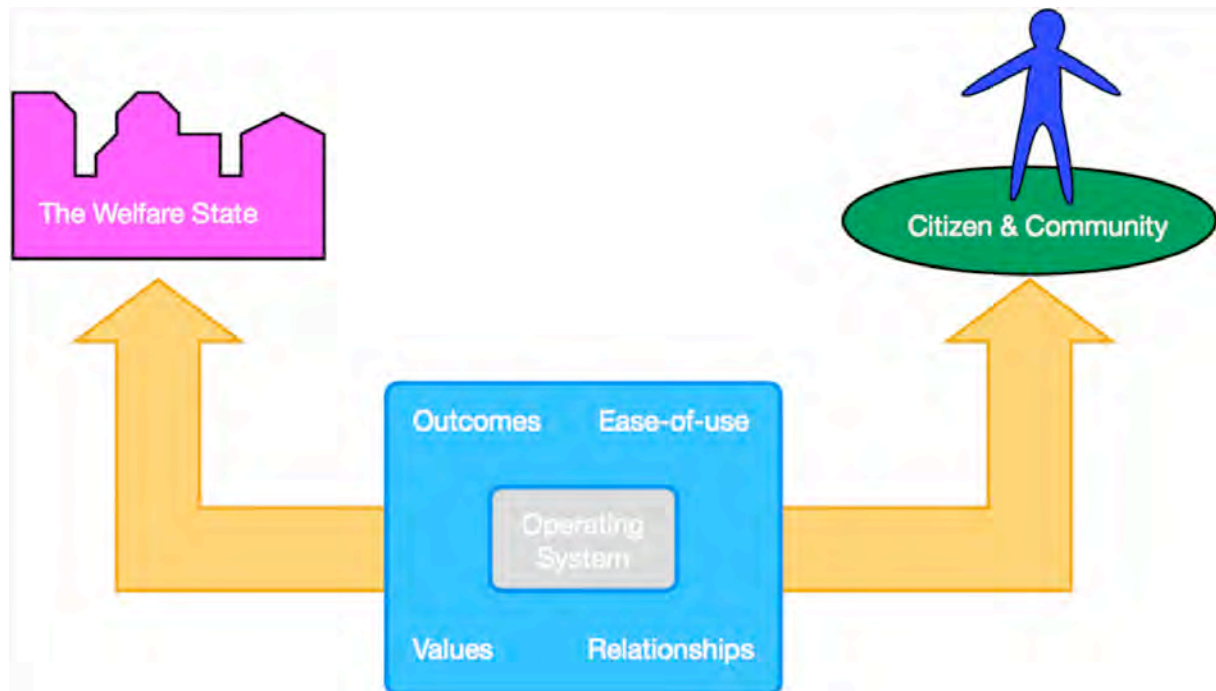 The Welfare State
Citizen & Community
Outcomes
Ease-of-use
Operating
System
Values
Relationships